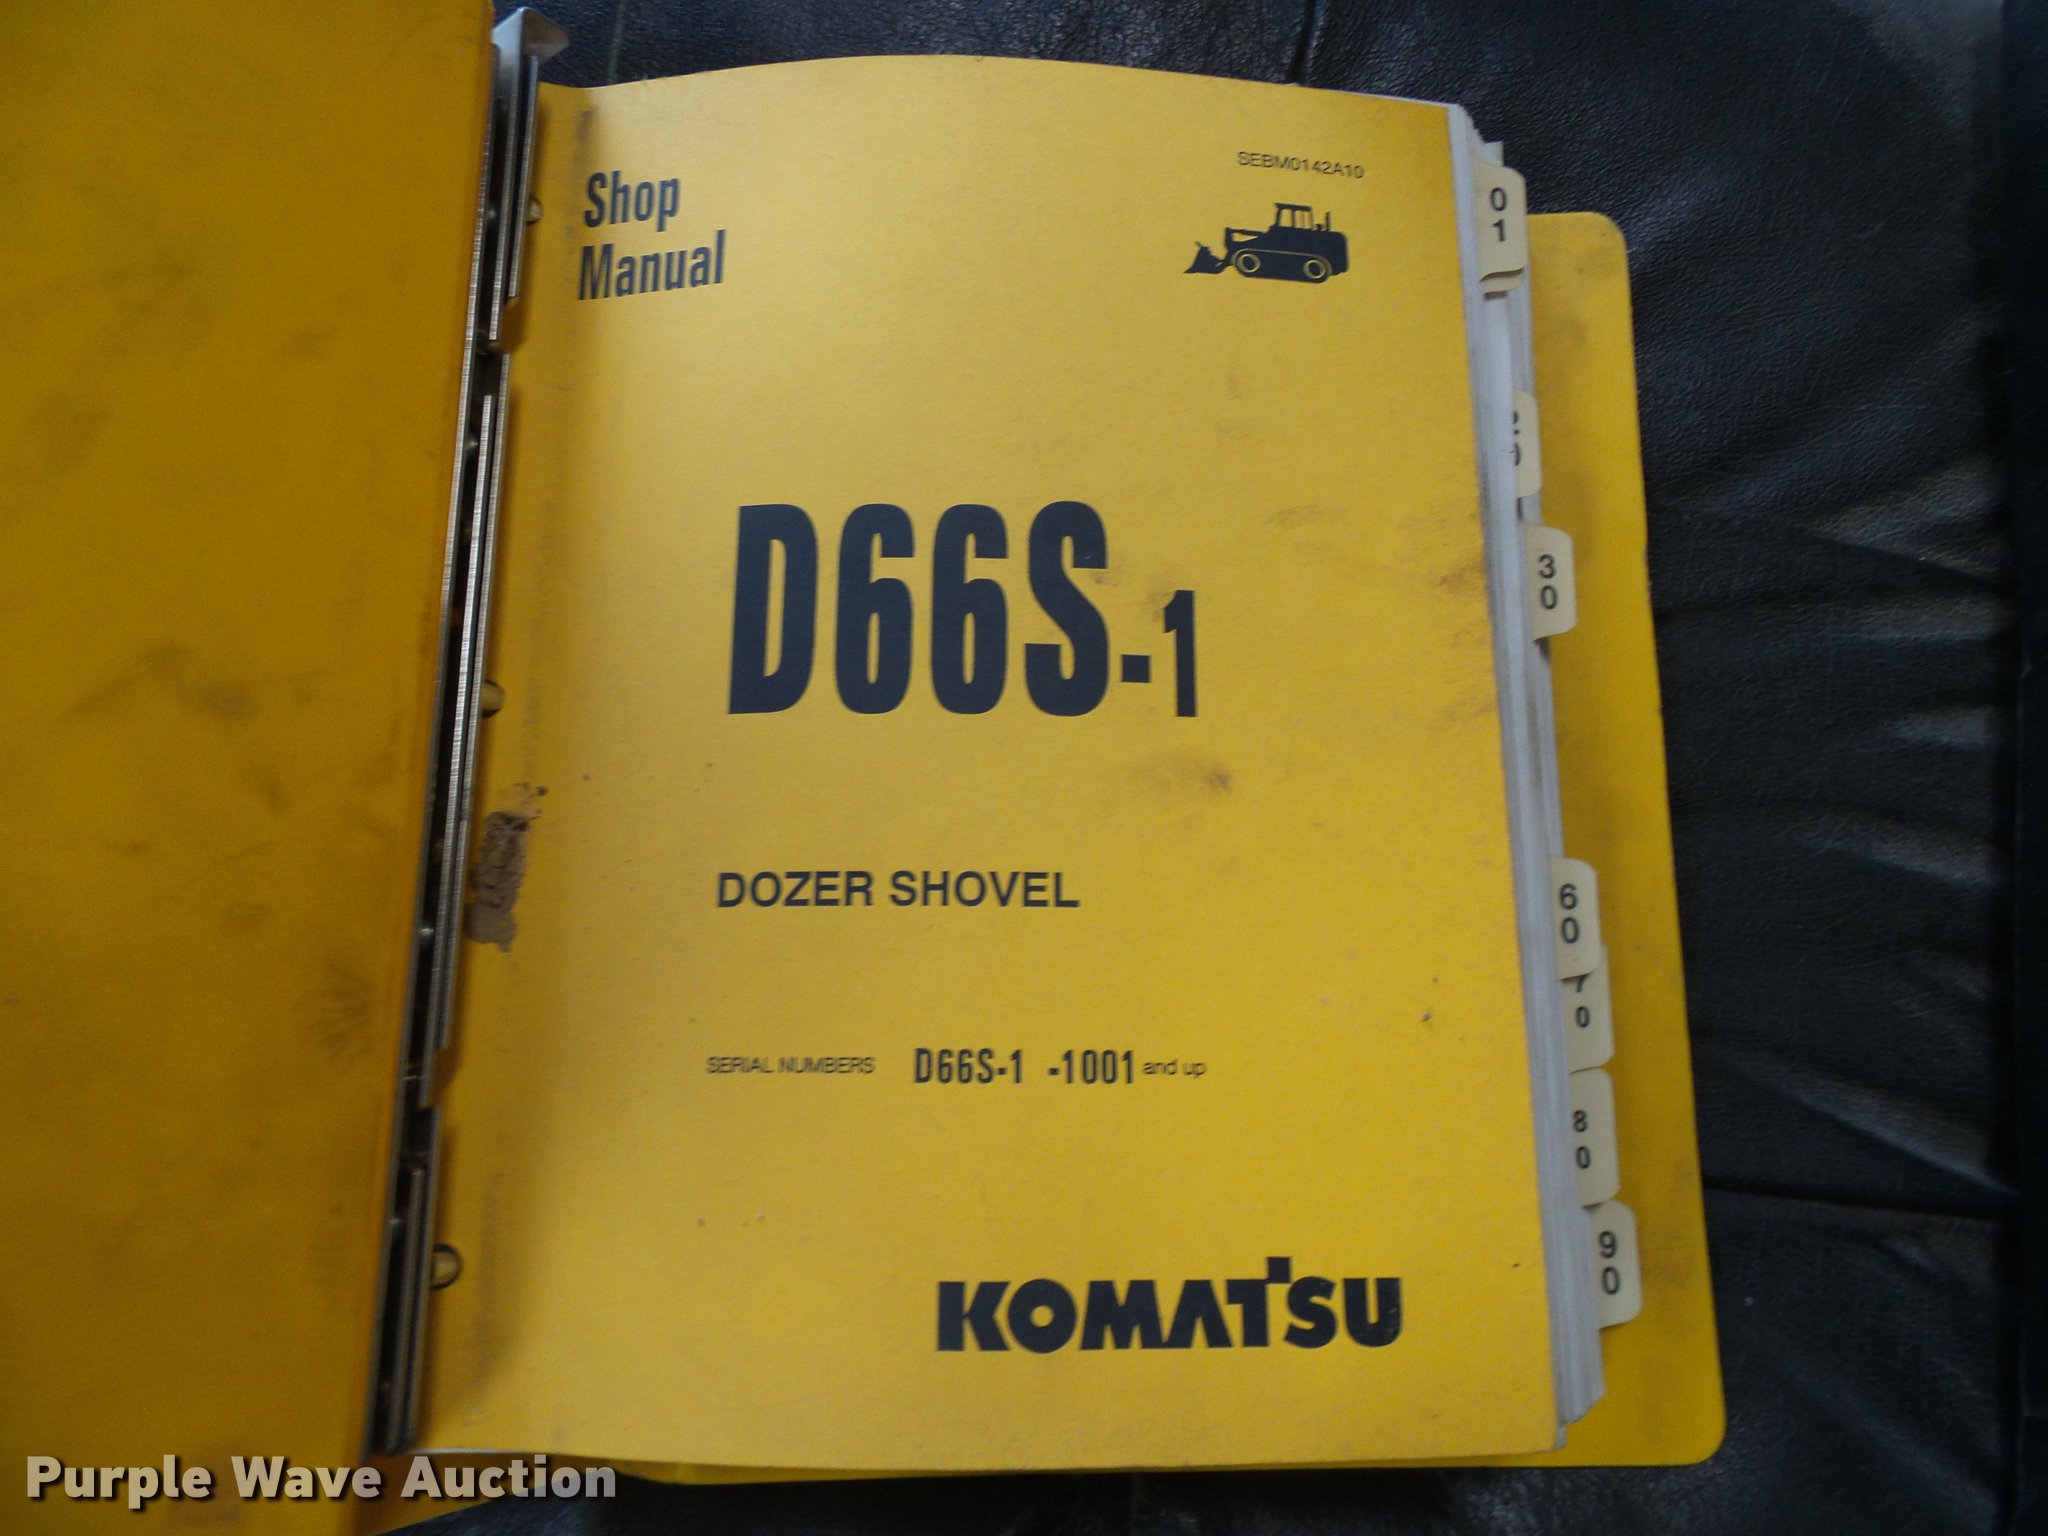 SEBM0142A10
Shop
Manual
D66S-1
DOZER SHOVEL
SERIAL NUMBERS D66S-1 -1001 and up
KOMATSU
01
20
30
60
70
80
90
Purple Wave Auction